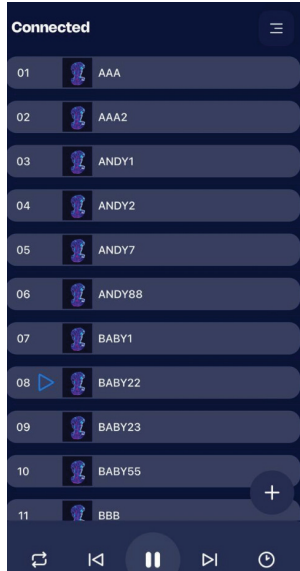 Connected
01 AAA
02 AAA2
03 ANDY1
04 ANDY2
05 ANDY7
06 ANDY88
07 BABY1
08 BABY22
09 BABY23
10 BABY55
11 BBB